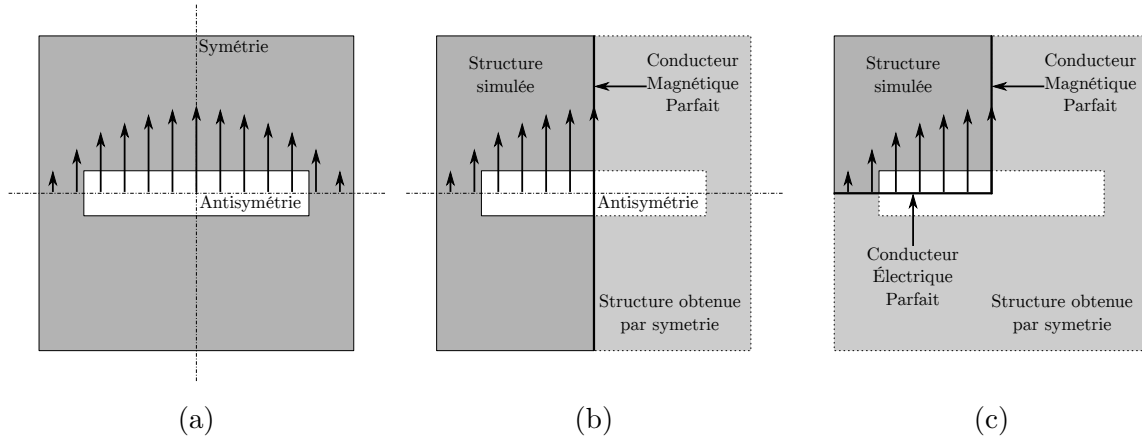 Symétrie
Antisymétrie
(a)
Structure
simulée
Conducteur
Magnétique
Parfait
Antisymétrie
Structure obtenue
par symetrie
(b)
Structure
simulée
Conducteur
Magnétique
Parfait
Conducteur
Électrique
Parfait
Structure obtenue
par symetrie
(c)